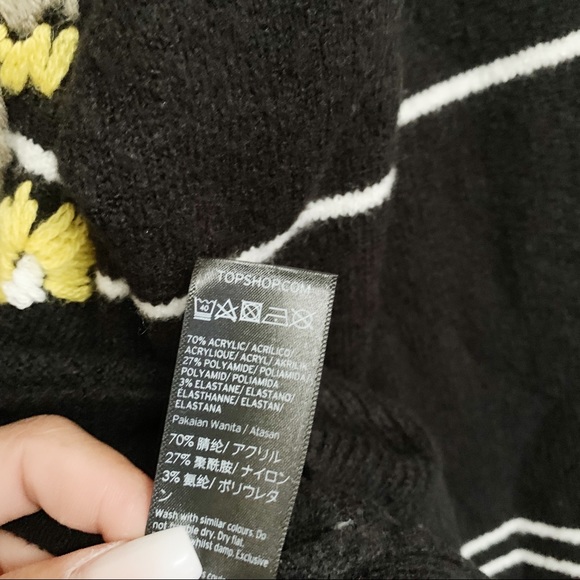 TOPSHOP.COM
40
70% ACRYLIC/ ACRILICO/
ACRYLIQUE/ ACRYL/ AKRILIK
27% POLYAMIDE/ POLIAMIDA/
POLYAMID/ POLIAMIDA
3% ELASTANE/ ELASTANO/
ELASTHANNE/ ELASTAN/
ELASTANA
Pakaian Wanita / Atasan
70% 腈纶/ アクリル
27% 聚酰胺/ ナイロン
3% 氨纶/ ポリウレタ
ン
Wash with similar colours. Do
not tumble dry. Dry flat.
whilst damp. Exclusive